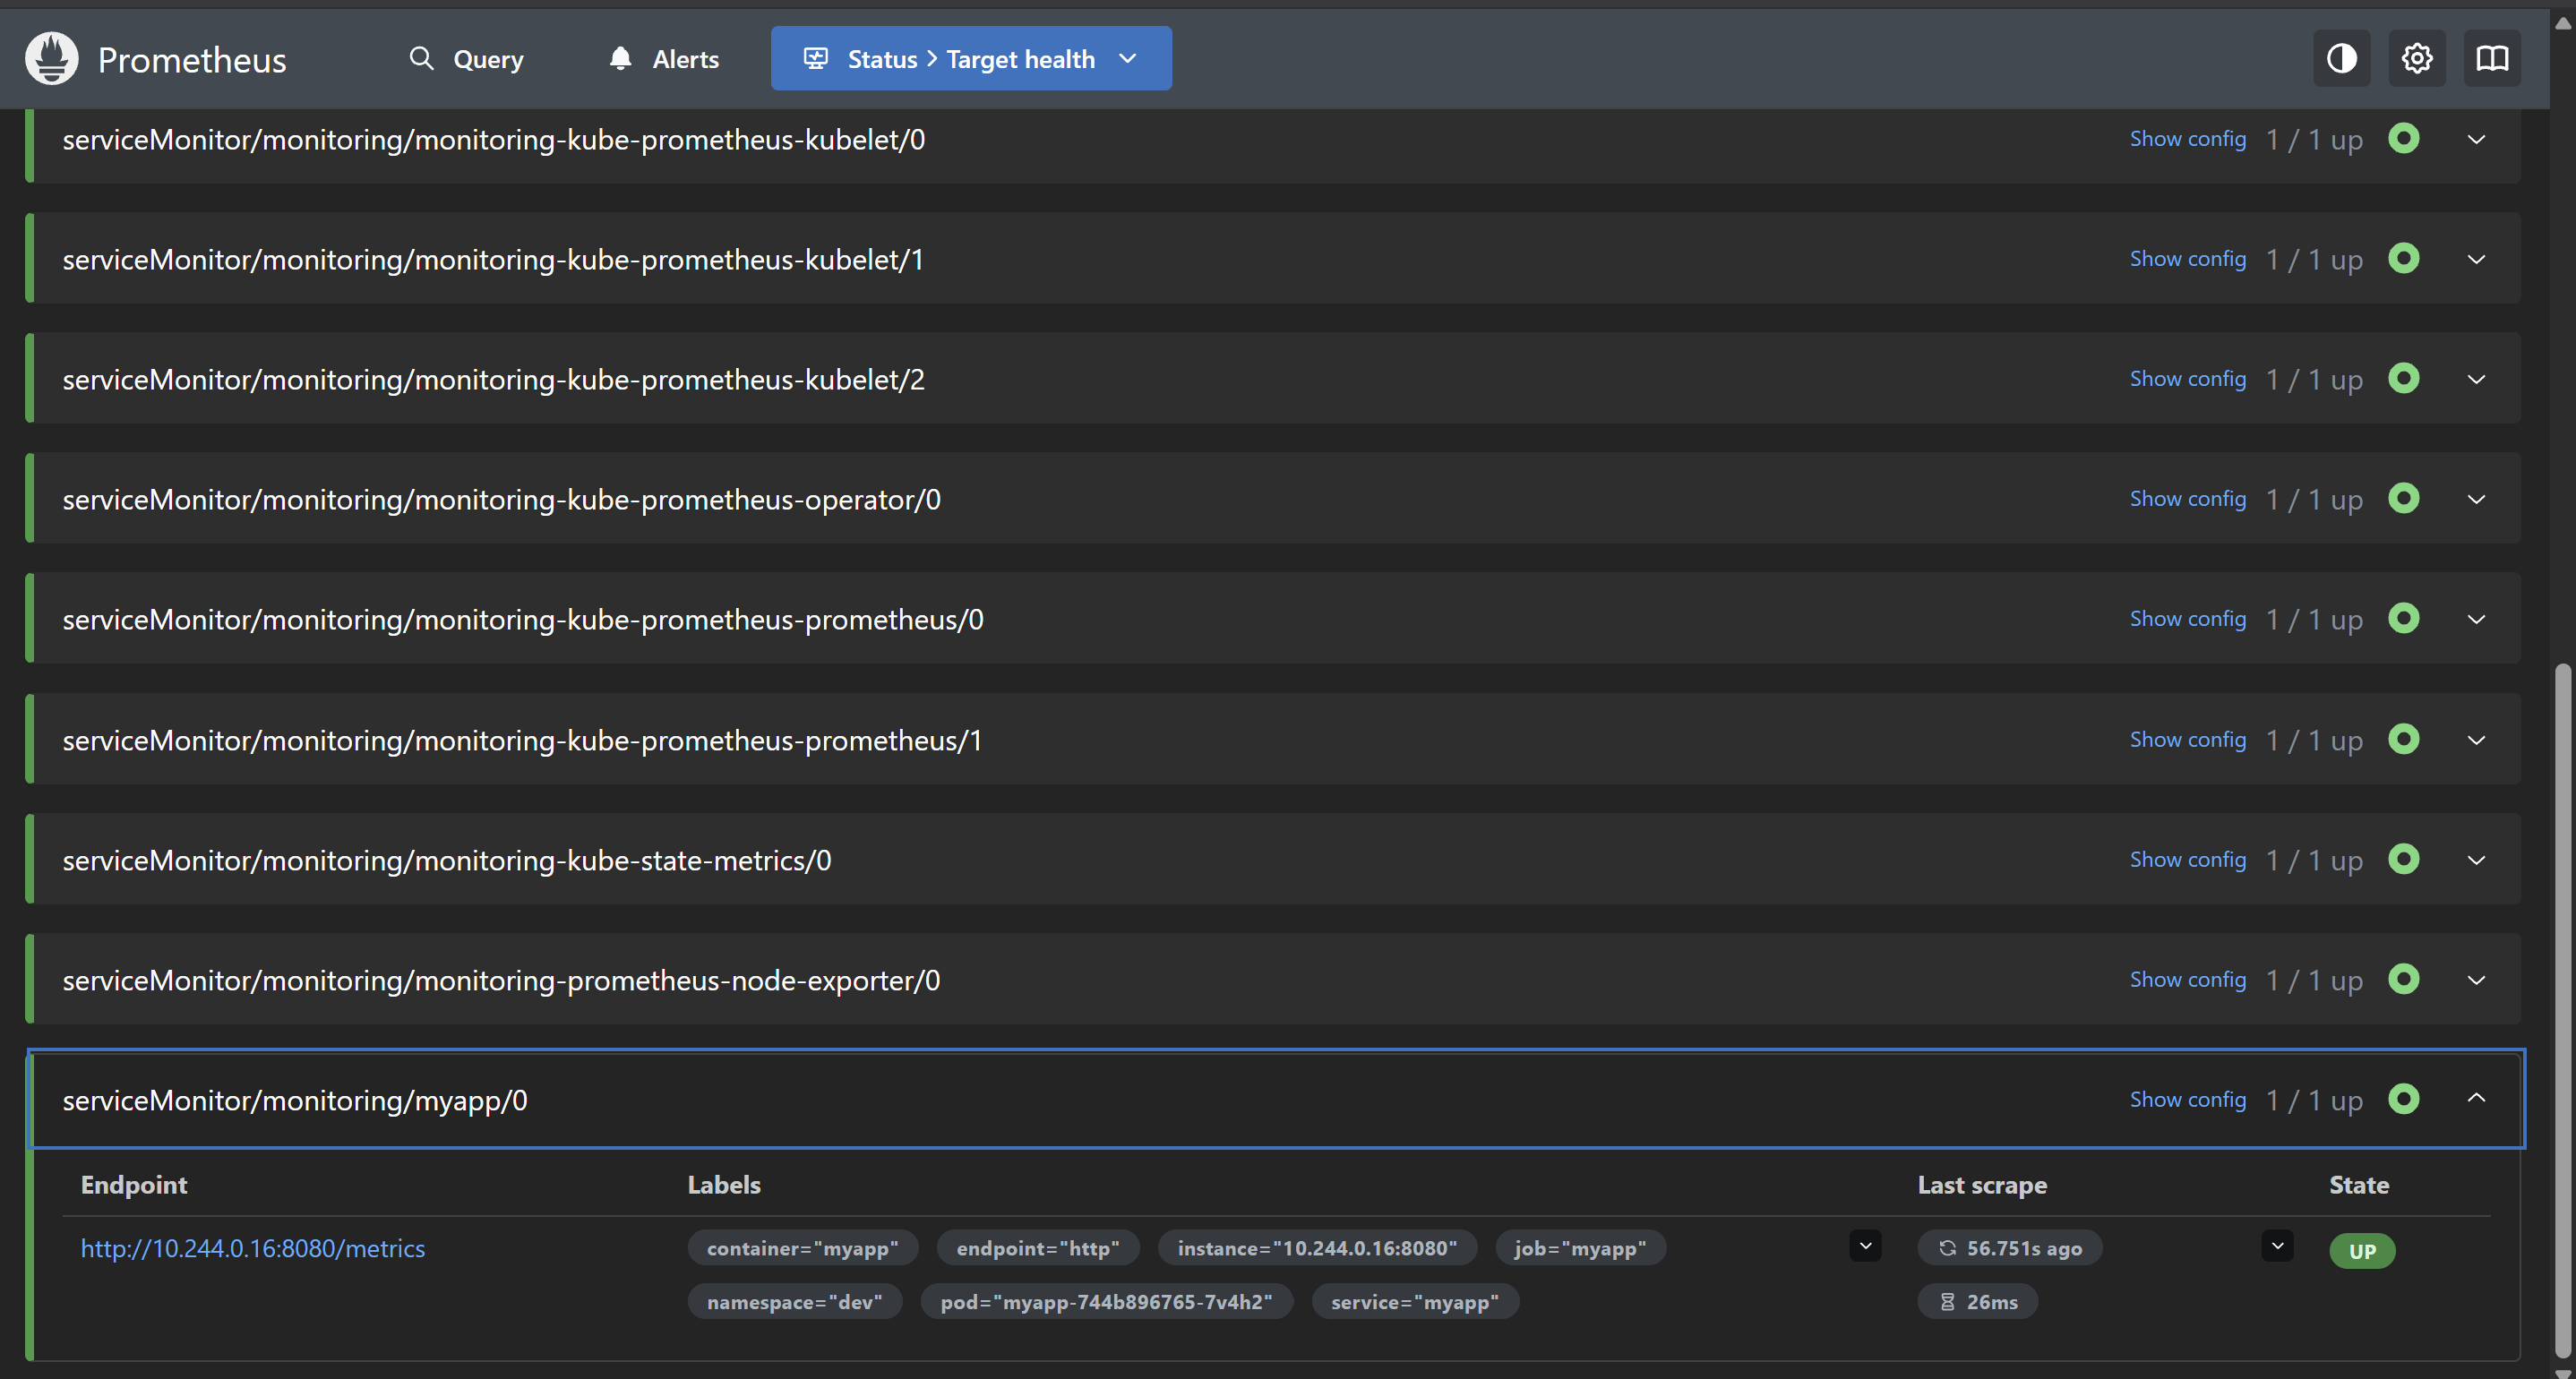 Prometheus Query Alerts Status > Target health
serviceMonitor/monitoring/monitoring-kube-prometheus-kubelet/0 Show config 1 / 1 up
serviceMonitor/monitoring/monitoring-kube-prometheus-kubelet/1 Show config 1 / 1 up
serviceMonitor/monitoring/monitoring-kube-prometheus-kubelet/2 Show config 1 / 1 up
serviceMonitor/monitoring/monitoring-kube-prometheus-operator/0 Show config 1 / 1 up
serviceMonitor/monitoring/monitoring-kube-prometheus-prometheus/0 Show config 1 / 1 up
serviceMonitor/monitoring/monitoring-kube-prometheus-prometheus/1 Show config 1 / 1 up
serviceMonitor/monitoring/monitoring-kube-state-metrics/0 Show config 1 / 1 up
serviceMonitor/monitoring/monitoring-prometheus-node-exporter/0 Show config 1 / 1 up
serviceMonitor/monitoring/myapp/0 Show config 1 / 1 up
Endpoint Labels Last scrape State
http://10.244.0.16:8080/metrics container="myapp" endpoint="http" instance="10.244.0.16:8080" job="myapp" 56.751s ago UP
namespace="dev" pod="myapp-744b896765-7v4h2" service="myapp" 26ms